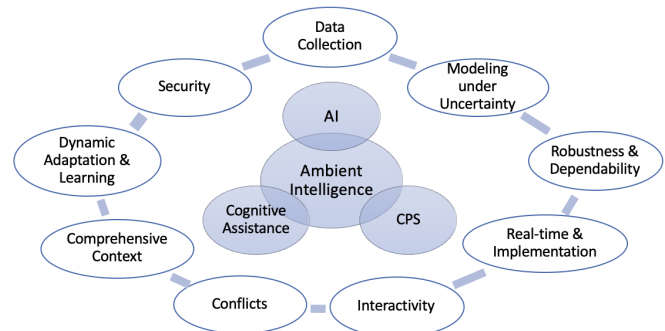 Data
Collection
Modeling
under
Uncertainty
Security
AI
Dynamic
Adaptation &
Learning
Robustness &
Dependability
Ambient
Intelligence
Cognitive
Assistance
CPS
Comprehensive
Context
Real-time &
Implementation
Conflicts
Interactivity